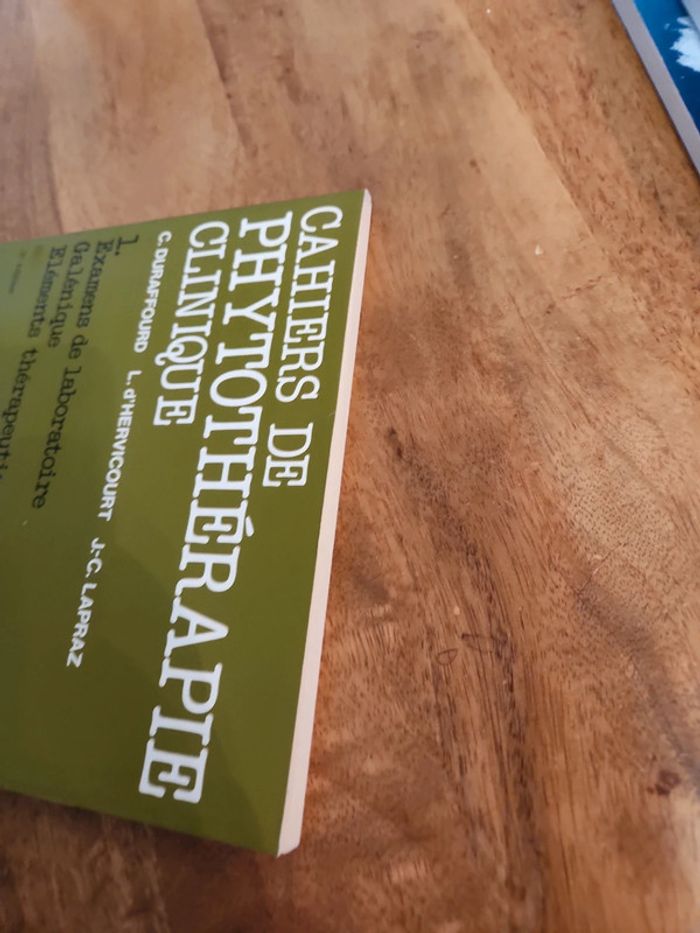 CAHIERS DE
PHYTOTHÉRAPIE
CLINIQUE
C. DURAFFOURD L. d'HERVICOURT J.-C. LAPRAZ
1.
Examens de laboratoire
Galénique
Eléments